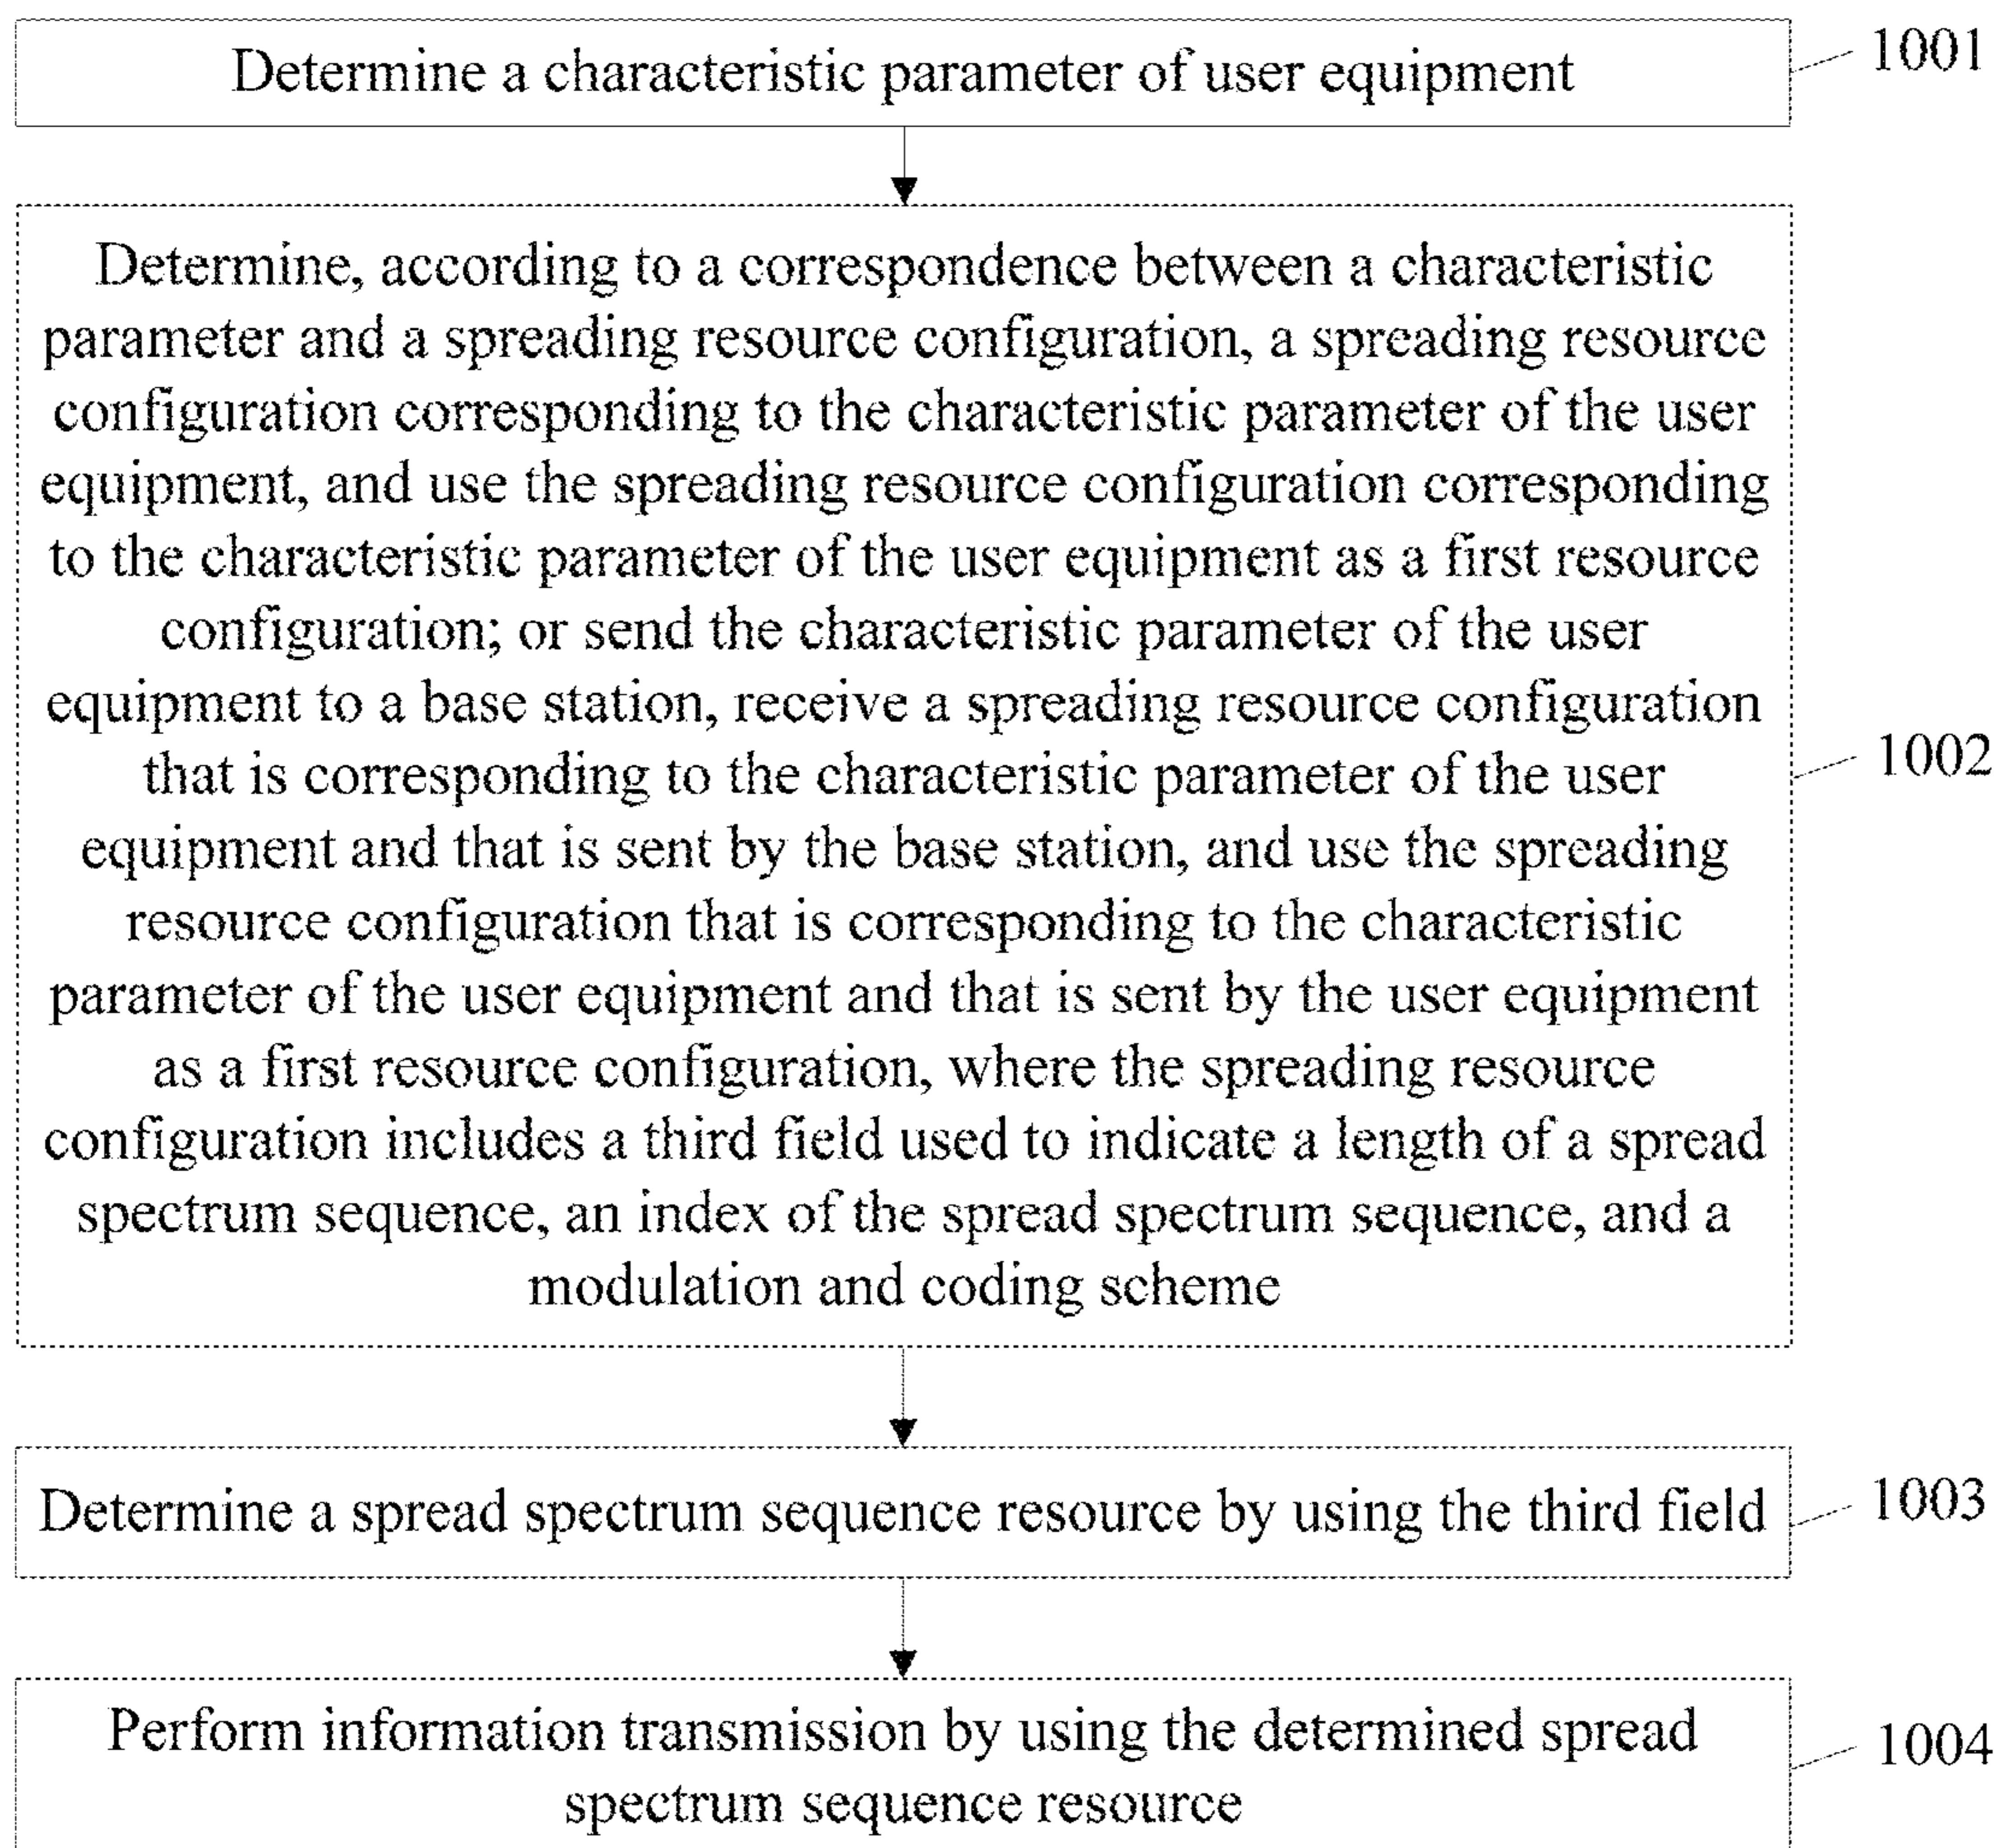 Determine a characteristic parameter of user equipment
1001
Determine, according to a correspondence between a characteristic
parameter and a spreading resource configuration, a spreading resource
configuration corresponding to the characteristic parameter of the user
equipment, and use the spreading resource configuration corresponding
to the characteristic parameter of the user equipment as a first resource
configuration; or send the characteristic parameter of the user
equipment to a base station, receive a spreading resource configuration
that is corresponding to the characteristic parameter of the user
equipment and that is sent by the base station, and use the spreading
resource configuration that is corresponding to the characteristic
parameter of the user equipment and that is sent by the user equipment
as a first resource configuration, where the spreading resource
configuration includes a third field used to indicate a length of a spread
spectrum sequence, an index of the spread spectrum sequence, and a
modulation and coding scheme
1002
Determine a spread spectrum sequence resource by using the third field
1003
Perform information transmission by using the determined spread
spectrum sequence resource
1004